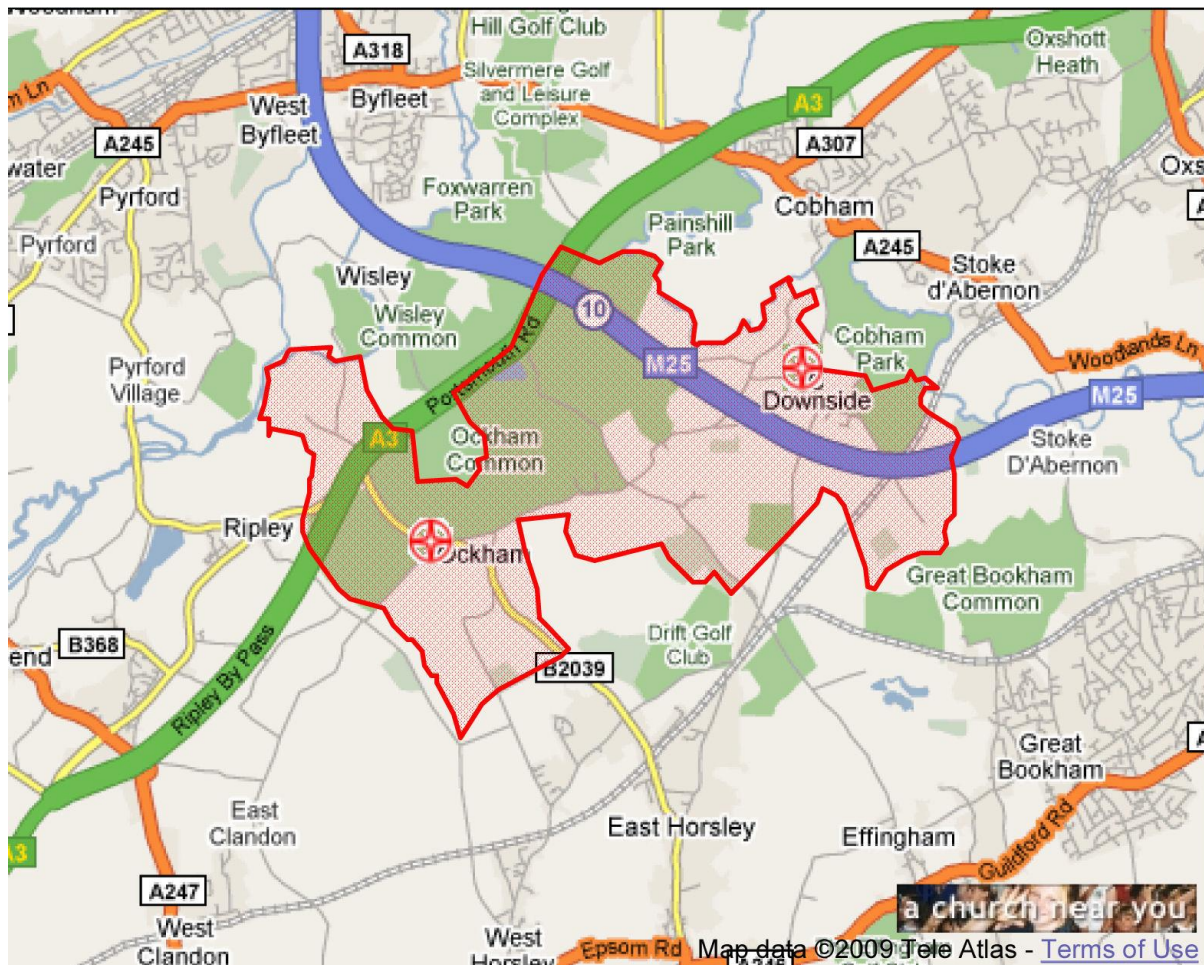 Hill Golf Club
Oxshott
Heath
A318
Silvermere Golf
and Leisure
Complex
West
Byfleet
Byfleet
A3
A245
A307
Pyrford
Foxwarren
Park
Painshill
Park
Cobham
Pyrford
A245
Wisley
Stoke
d'Abernon
Wisley
Common
10
Portsmouth Rd
Cobham
Park
Woodlands Ln
Pyrford
Village
M25
M25
Downside
A3
Ockham
Common
Stoke
D'Abernon
Ripley
Ockham
Great Bookham
Common
B368
Drift Golf
Club
B2039
Ripley By Pass
Great
Bookham
East
Clandon
East Horsley
Effingham
A3
Guildford Rd
A247
a church near you
West
Clandon
West
Horsley
Epsom Rd
Map data ©2009 Tele Atlas - Terms of Use